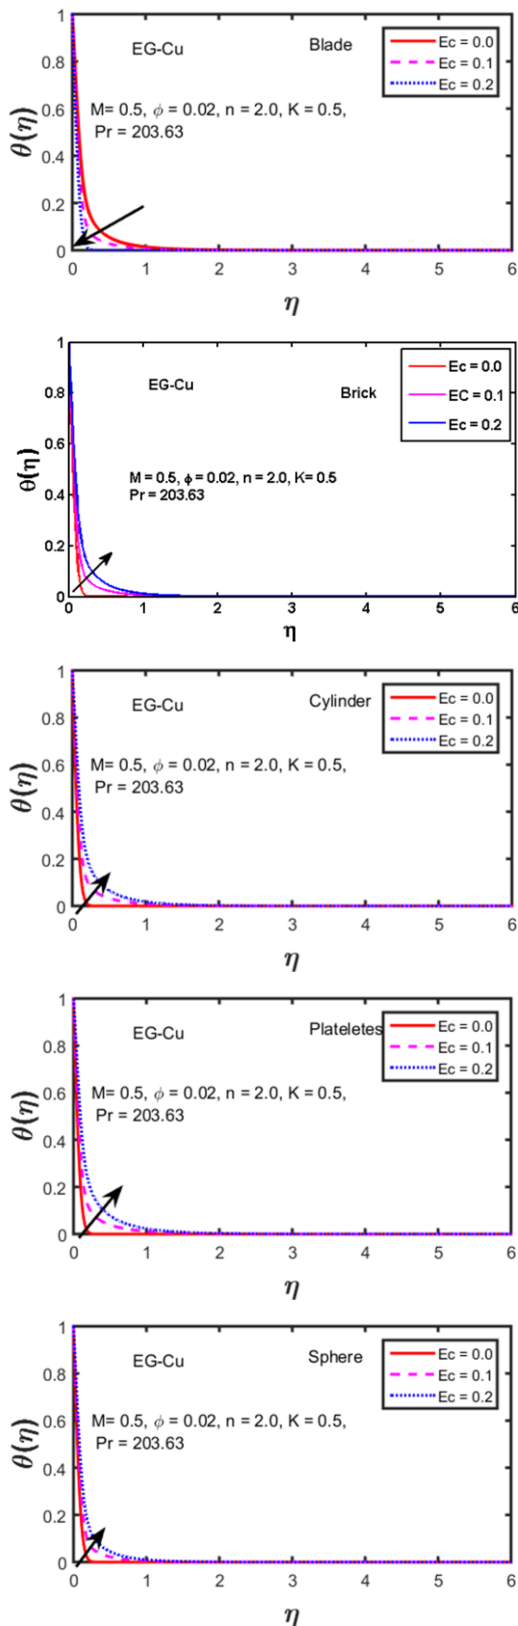 1
EG-Cu
Blade
Ec = 0.0
Ec = 0.1
Ec = 0.2
0.8
0.6
M= 0.5, ϕ = 0.02, n = 2.0, K = 0.5,
Pr = 203.63
0.4
0.2
0
θ(η)
0 1 2 3 4 5 6
η
1
EG-Cu
Brick
Ec = 0.0
EC = 0.1
Ec = 0.2
0.8
0.6
M = 0.5, ϕ = 0.02, n = 2.0, K= 0.5
Pr = 203.63
0.4
0.2
0
θ(η)
0 1 2 3 4 5 6
η
1
EG-Cu
Cylinder
Ec = 0.0
Ec = 0.1
Ec = 0.2
0.8
0.6
M= 0.5, ϕ = 0.02, n = 2.0, K = 0.5,
Pr = 203.63
0.4
0.2
0
θ(η)
0 1 2 3 4 5 6
η
1
EG-Cu
Plateletes
Ec = 0.0
Ec = 0.1
Ec = 0.2
0.8
0.6
M= 0.5, ϕ = 0.02, n = 2.0, K = 0.5,
Pr = 203.63
0.4
0.2
0
θ(η)
0 1 2 3 4 5 6
η
1
EG-Cu
Sphere
Ec = 0.0
Ec = 0.1
Ec = 0.2
0.8
0.6
M= 0.5, ϕ = 0.02, n = 2.0, K = 0.5,
Pr = 203.63
0.4
0.2
0
θ(η)
0 1 2 3 4 5 6
η